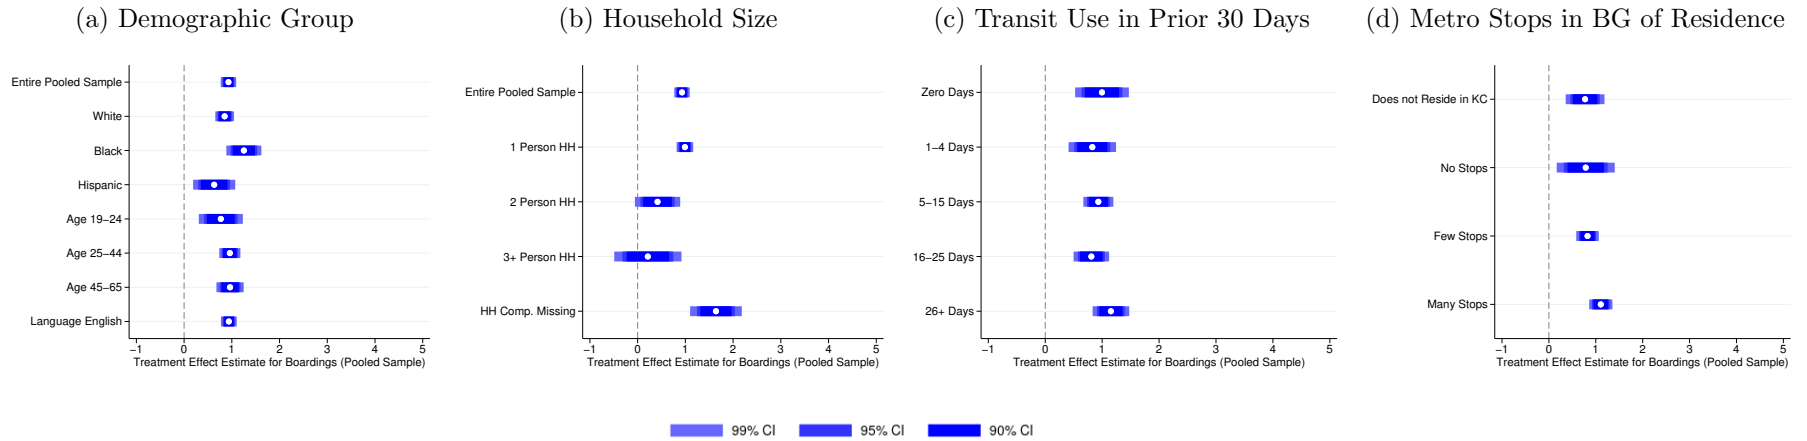 (a) Demographic Group
Entire Pooled Sample
White
Black
Hispanic
Age 19–24
Age 25–44
Age 45–65
Language English
−1 0 1 2 3 4 5
Treatment Effect Estimate for Boardings (Pooled Sample)
(b) Household Size
Entire Pooled Sample
1 Person HH
2 Person HH
3+ Person HH
HH Comp. Missing
−1 0 1 2 3 4 5
Treatment Effect Estimate for Boardings (Pooled Sample)
(c) Transit Use in Prior 30 Days
Zero Days
1–4 Days
5–15 Days
16–25 Days
26+ Days
−1 0 1 2 3 4 5
Treatment Effect Estimate for Boardings (Pooled Sample)
(d) Metro Stops in BG of Residence
Does not Reside in KC
No Stops
Few Stops
Many Stops
−1 0 1 2 3 4 5
Treatment Effect Estimate for Boardings (Pooled Sample)
99% CI 95% CI 90% CI